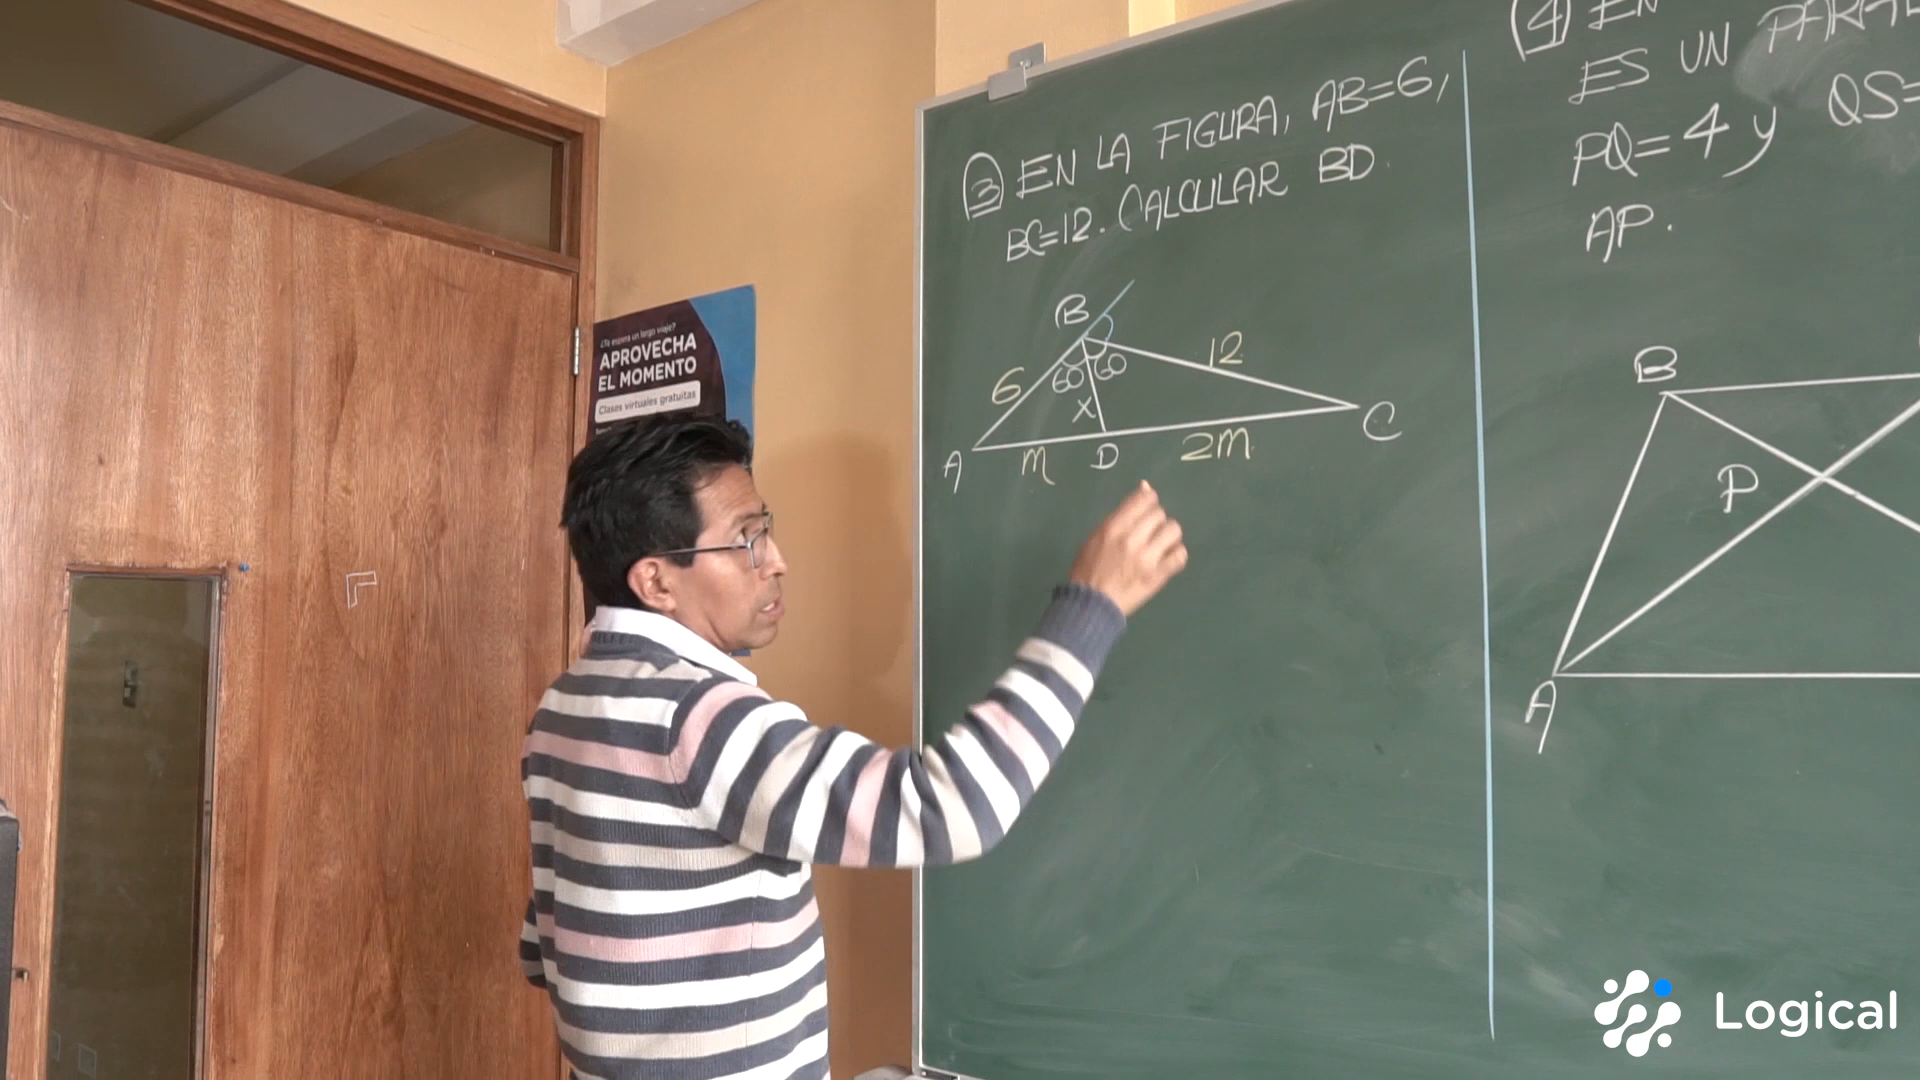 ¿Te espera un largo viaje?
APROVECHA
EL MOMENTO
Clases virtuales gratuitas
③ EN LA FIGURA, AB=6,
BC=12. CALCULAR BD.
B
6
60 60
12
X
A
M
D
2M
C
④ EN
ES UN
PQ=4 y QS=
AP.
B
P
A
Logical